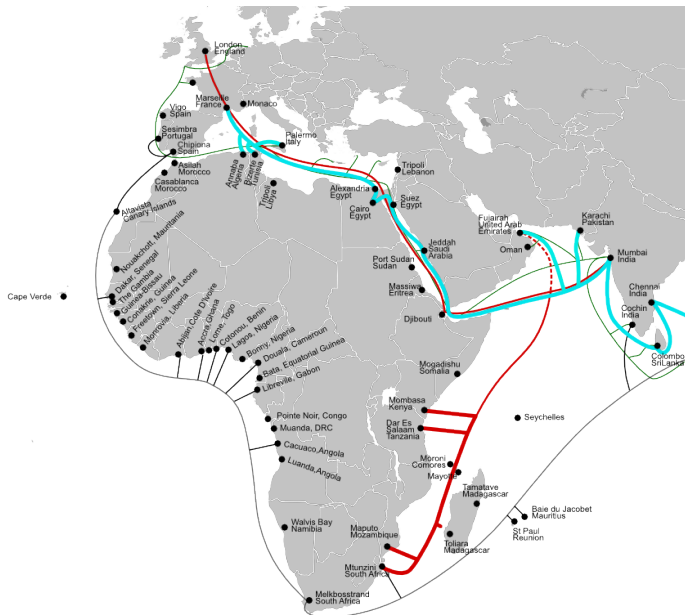 London
England
Marseille
France
Monaco
Vigo
Spain
Sesimbra
Portugal
Chipiona
Spain
Palermo
Italy
Asilah
Morocco
Casablanca
Morocco
Annaba
Algeria
Bizerte
Tunisia
Tripoli
Libya
Tripoli
Lebanon
Alexandria
Egypt
Cairo
Egypt
Suez
Egypt
Altavista
Canary Islands
Fujairah
United Arab
Emirates
Karachi
Pakistan
Oman
Jeddah
Saudi
Arabia
Mumbai
India
Port Sudan
Sudan
Massiwa
Eritrea
Chennai
India
Cochin
India
Colombo
SriLanka
Djibouti
Nouakchott, Mauritania
Dakar, Senegal
The Gambia
Guinea-Bissau
Conakrie, Guinea
Freetown, Sierra Leone
Monrovia, Liberia
Cape Verde
Abijan,Cote D'Ivoire
Accra,Ghana
Lome, Togo
Cotonou, Benin
Lagos, Nigeria
Bonny, Nigeria
Douala, Cameroun
Bata, Equatorial Guinea
Libreville, Gabon
Mogadishu
Somalia
Mombasa
Kenya
Dar Es
Salaam
Tanzania
Seychelles
Pointe Noir, Congo
Muanda, DRC
Cacuaco,Angola
Luanda,Angola
Moroni
Comores
Mayotte
Tamatave
Madagascar
Baie du Jacobet
Mauritius
St Paul
Reunion
Walvis Bay
Namibia
Maputo
Mozambique
Toliara
Madagascar
Mtunzini
South Africa
Melkbosstrand
South Africa